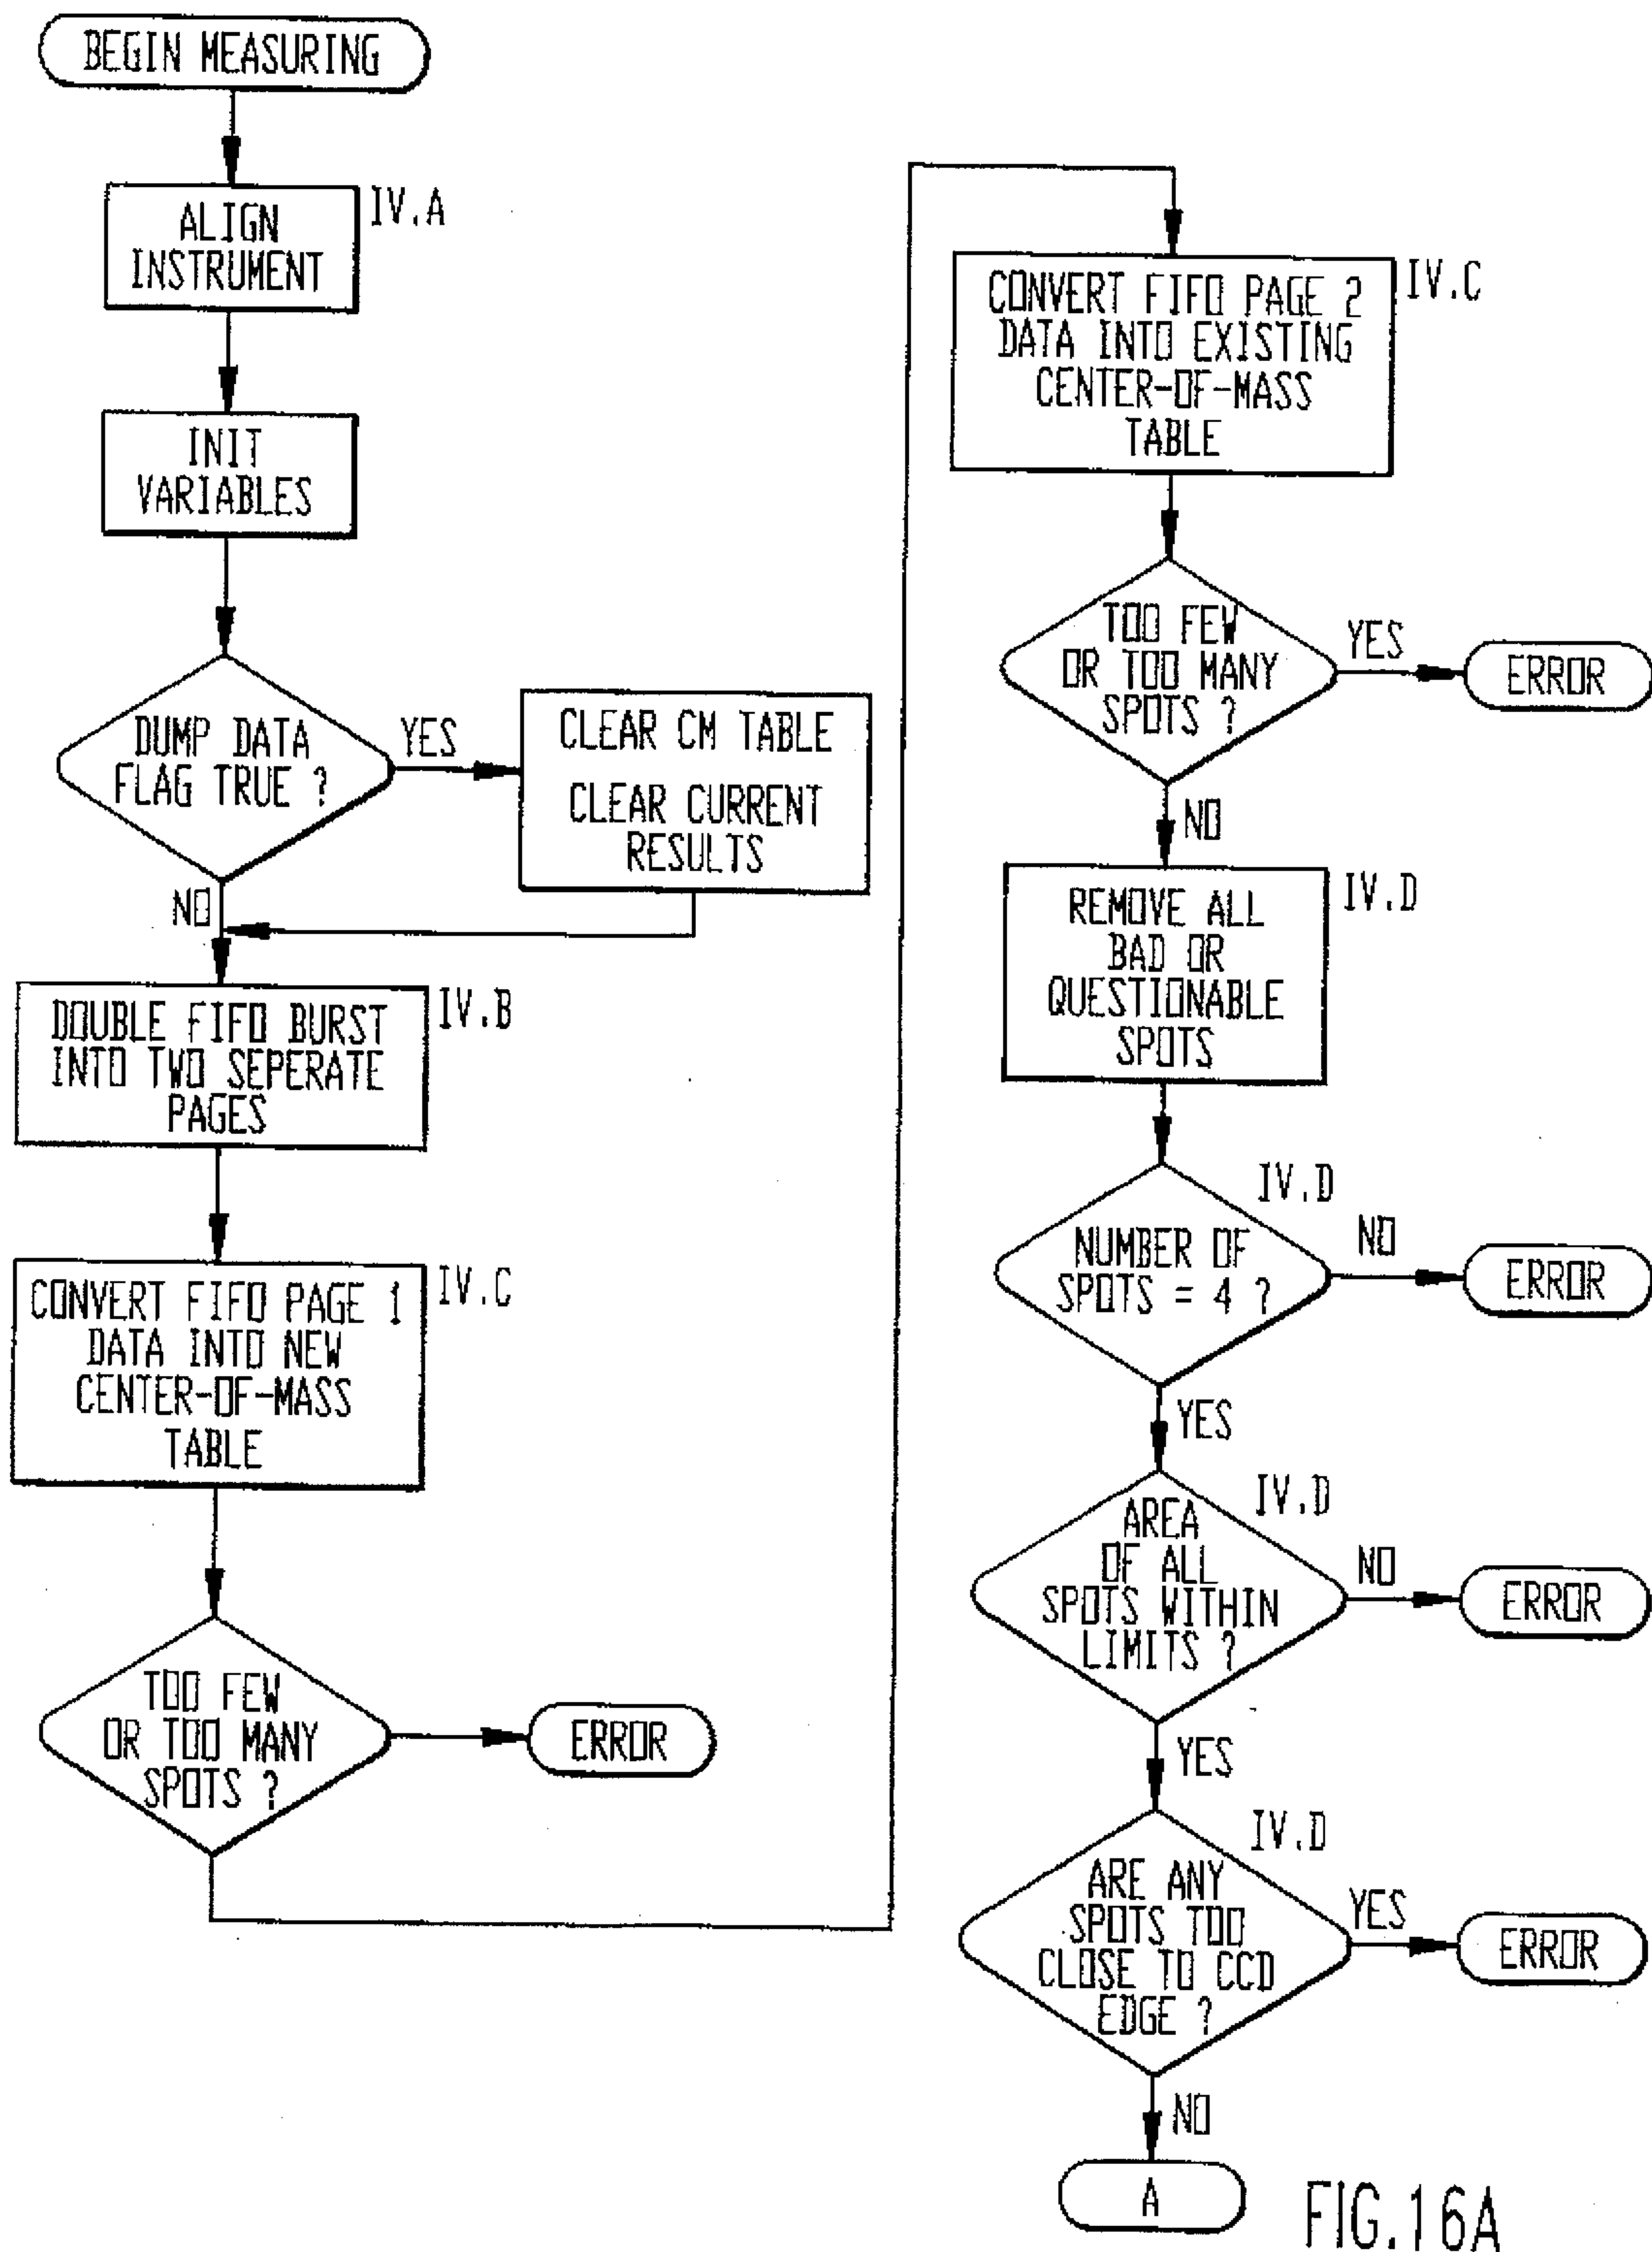 BEGIN MEASURING
ALIGN
INSTRUMENT
IV.A
INIT
VARIABLES
DUMP DATA
FLAG TRUE ?
YES
CLEAR CM TABLE
CLEAR CURRENT
RESULTS
NO
DOUBLE FIFO BURST
INTO TWO SEPERATE
PAGES
IV.B
CONVERT FIFO PAGE 1
DATA INTO NEW
CENTER-OF-MASS
TABLE
IV.C
TOO FEW
OR TOO MANY
SPOTS ?
ERROR
CONVERT FIFO PAGE 2
DATA INTO EXISTING
CENTER-OF-MASS
TABLE
IV.C
TOO FEW
OR TOO MANY
SPOTS ?
YES
ERROR
NO
REMOVE ALL
BAD OR
QUESTIONABLE
SPOTS
IV.D
IV.D
NUMBER OF
SPOTS = 4 ?
NO
ERROR
YES
IV.D
AREA
OF ALL
SPOTS WITHIN
LIMITS ?
NO
ERROR
YES
IV.D
ARE ANY
SPOTS TOO
CLOSE TO CCD
EDGE ?
YES
ERROR
NO
A
FIG.16A